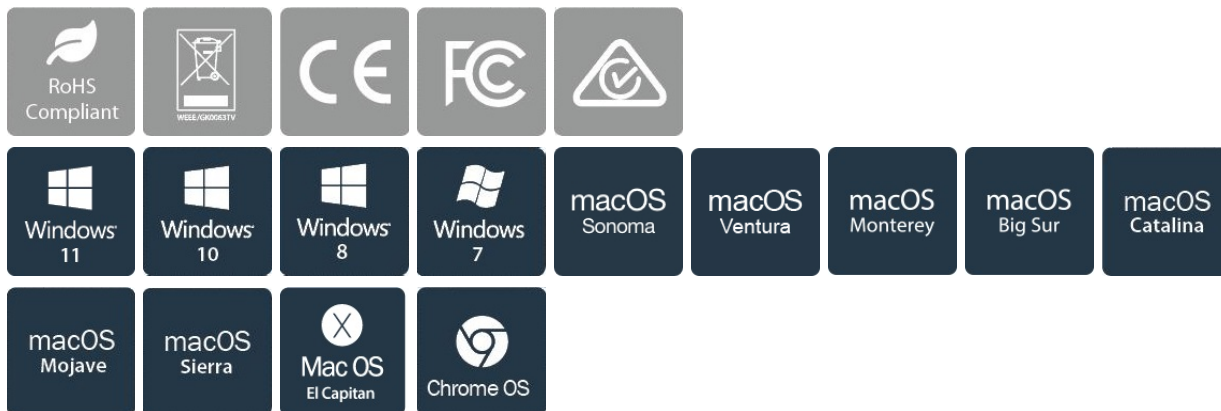 RoHS
Compliant
WEEE/GK0063TV
CE
FC
Windows
11
Windows
10
Windows
8
Windows
7
macOS
Sonoma
macOS
Ventura
macOS
Monterey
macOS
Big Sur
macOS
Catalina
macOS
Mojave
macOS
Sierra
X
Mac OS
El Capitan
Chrome OS